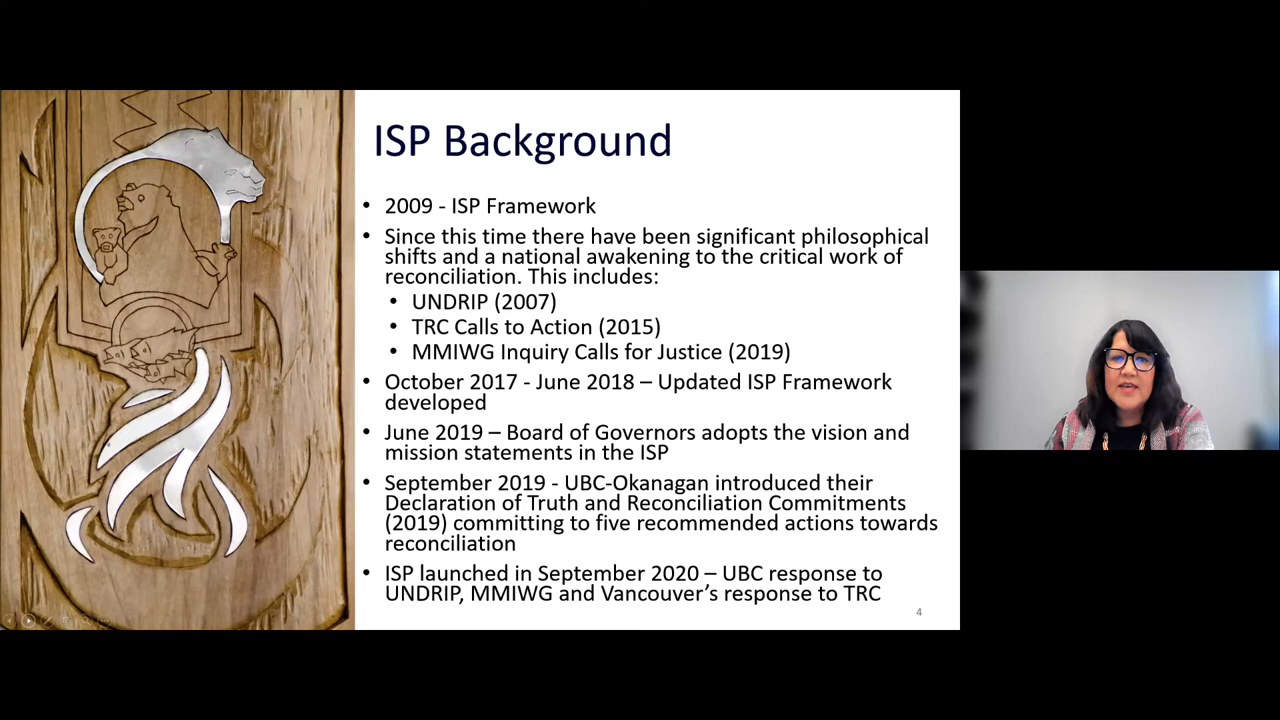 ISP Background
• 2009 - ISP Framework
• Since this time there have been significant philosophical
shifts and a national awakening to the critical work of
reconciliation. This includes:
• UNDRIP (2007)
• TRC Calls to Action (2015)
• MMIWG Inquiry Calls for Justice (2019)
• October 2017 - June 2018 – Updated ISP Framework
developed
• June 2019 – Board of Governors adopts the vision and
mission statements in the ISP
• September 2019 - UBC-Okanagan introduced their
Declaration of Truth and Reconciliation Commitments
(2019) committing to five recommended actions towards
reconciliation
• ISP launched in September 2020 – UBC response to
UNDRIP, MMIWG and Vancouver’s response to TRC
4